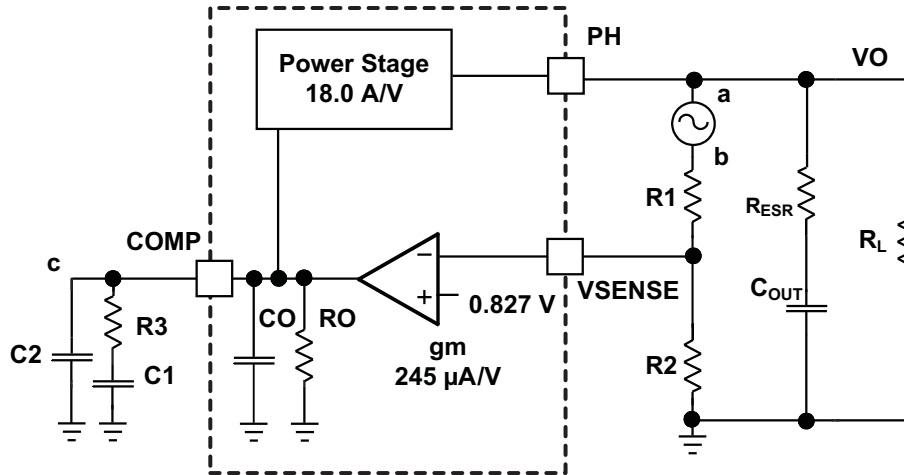 PH
VO
Power Stage
18.0 A/V
a
b
R1
RESR
RL
COMP
c
VSENSE
−
+
0.827 V
COUT
CO
RO
R3
C2
C1
gm
245 µA/V
R2